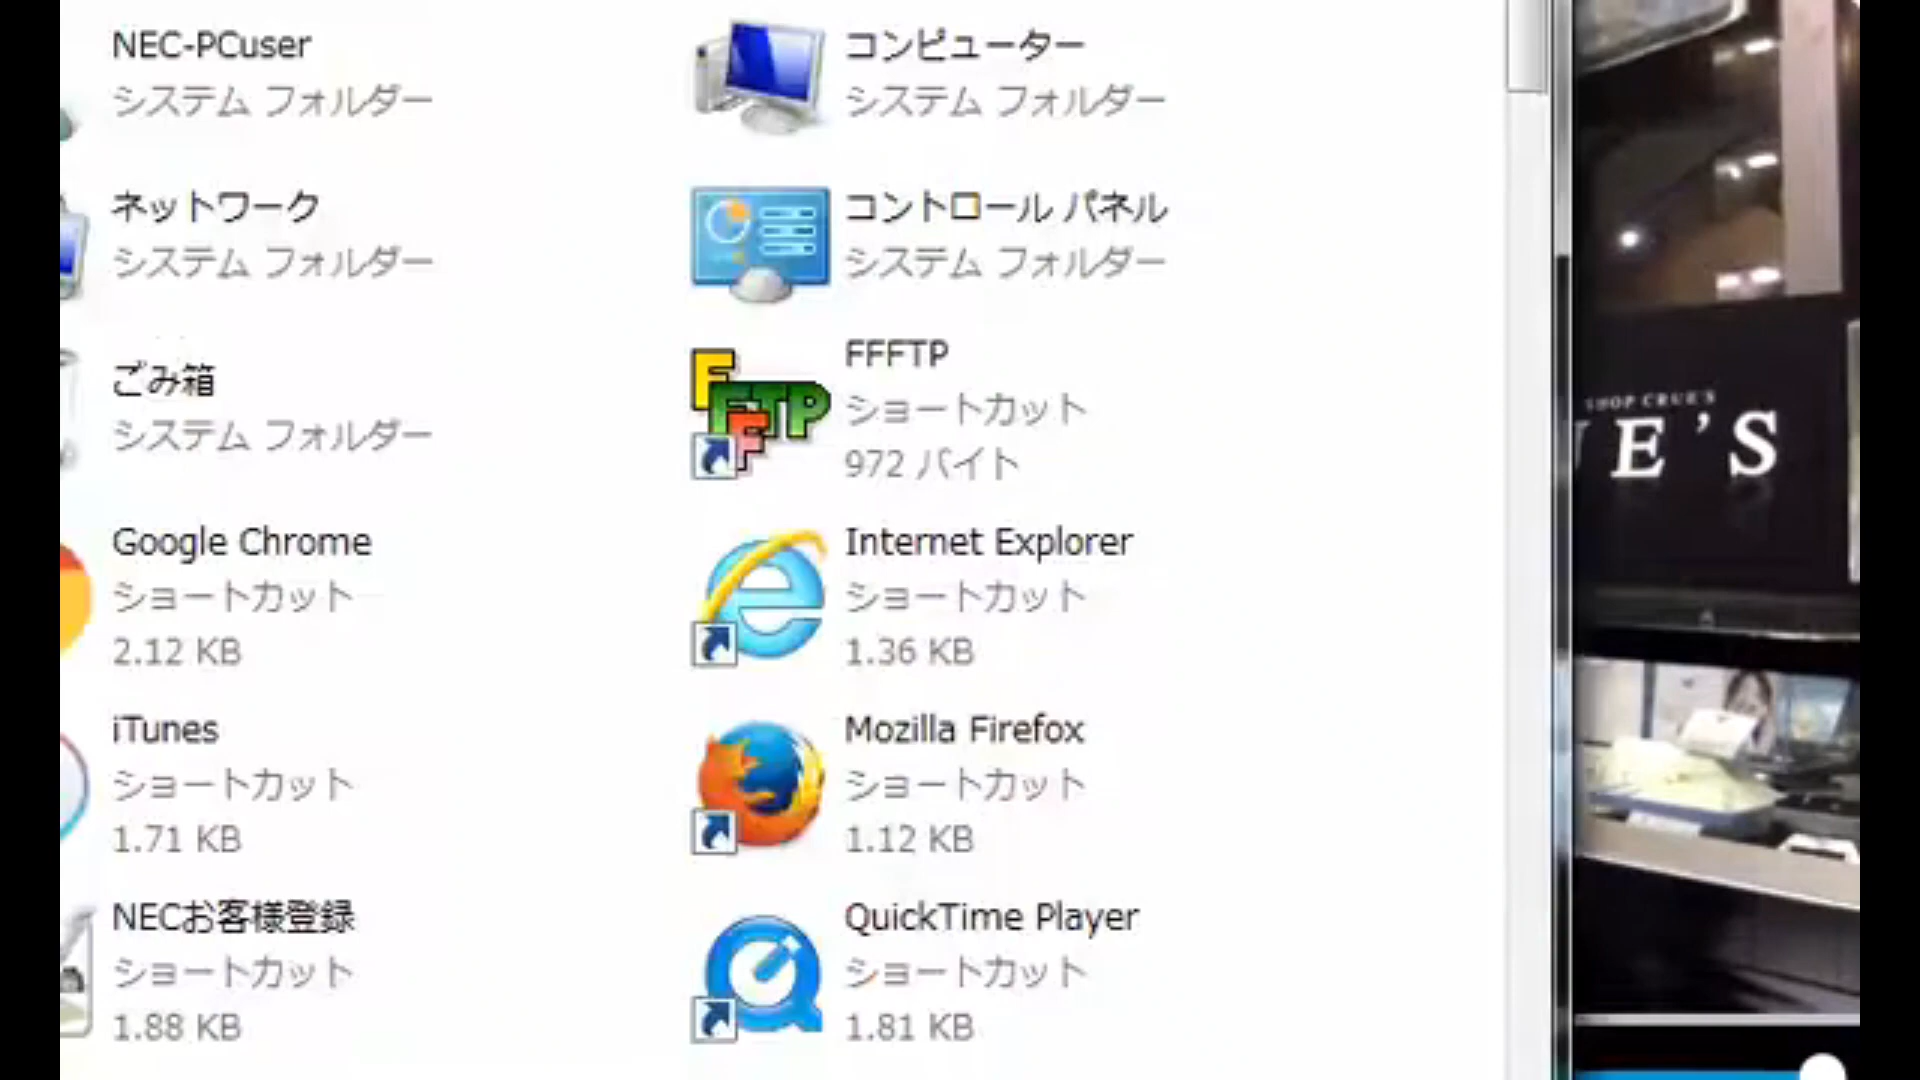 NEC-PCuser
システム フォルダー
コンピューター
システム フォルダー
ネットワーク
システム フォルダー
コントロール パネル
システム フォルダー
ごみ箱
システム フォルダー
FFFTP
ショートカット
972 バイト
Google Chrome
ショートカット
2.12 KB
Internet Explorer
ショートカット
1.36 KB
iTunes
ショートカット
1.71 KB
Mozilla Firefox
ショートカット
1.12 KB
NECお客様登録
ショートカット
1.88 KB
QuickTime Player
ショートカット
1.81 KB
SHOP CRUE'S
E'S